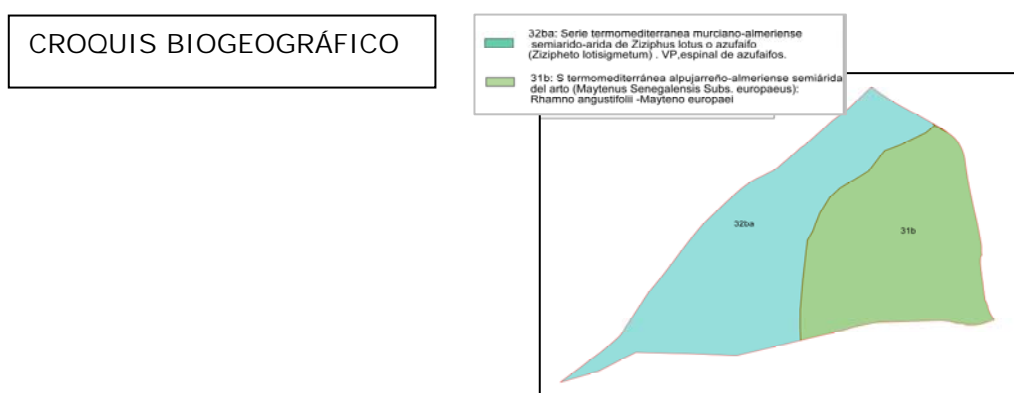 CROQUIS BIOGEOGRÁFICO
32ba: Serie termomediterranea murciano-almeriense
semiarido-arida de Ziziphus lotus o azufaifo
(Zizipheto lotisigmetum) . VP,espinal de azufaifos.
31b: S termomediterránea alpujarreño-almeriense semiárida
del arto (Maytenus Senegalensis Subs. europaeus):
Rhamno angustifolii -Mayteno europaei
32ba
31b